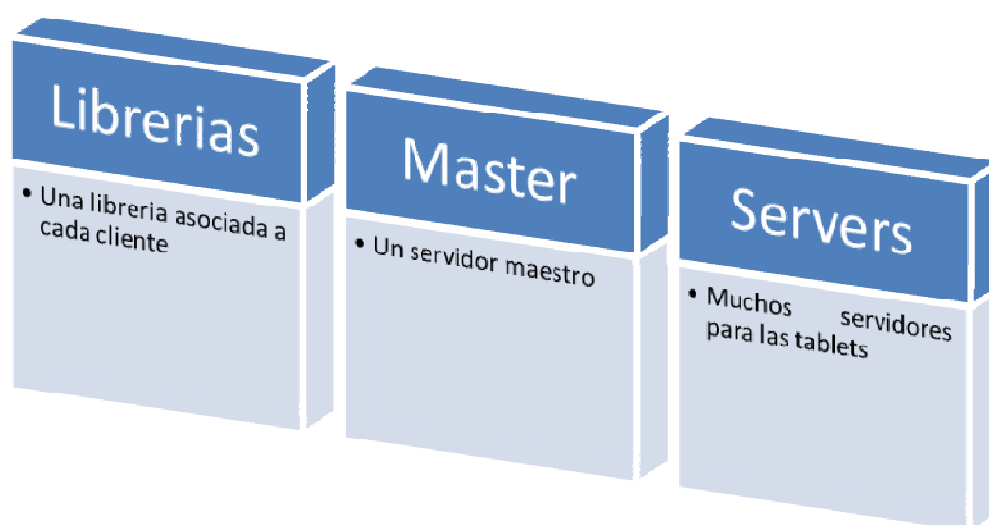 Librerias
• Una libreria asociada a
cada cliente
Master
• Un servidor maestro
Servers
• Muchos servidores
para las tablets